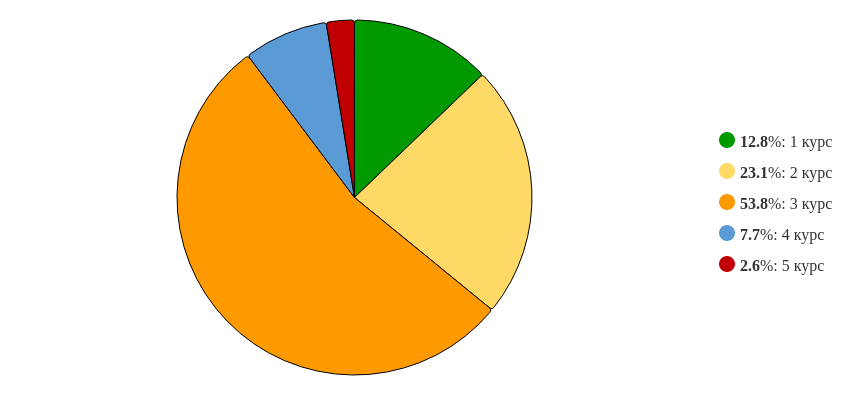 12.8%: 1 курс
23.1%: 2 курс
53.8%: 3 курс
7.7%: 4 курс
2.6%: 5 курс